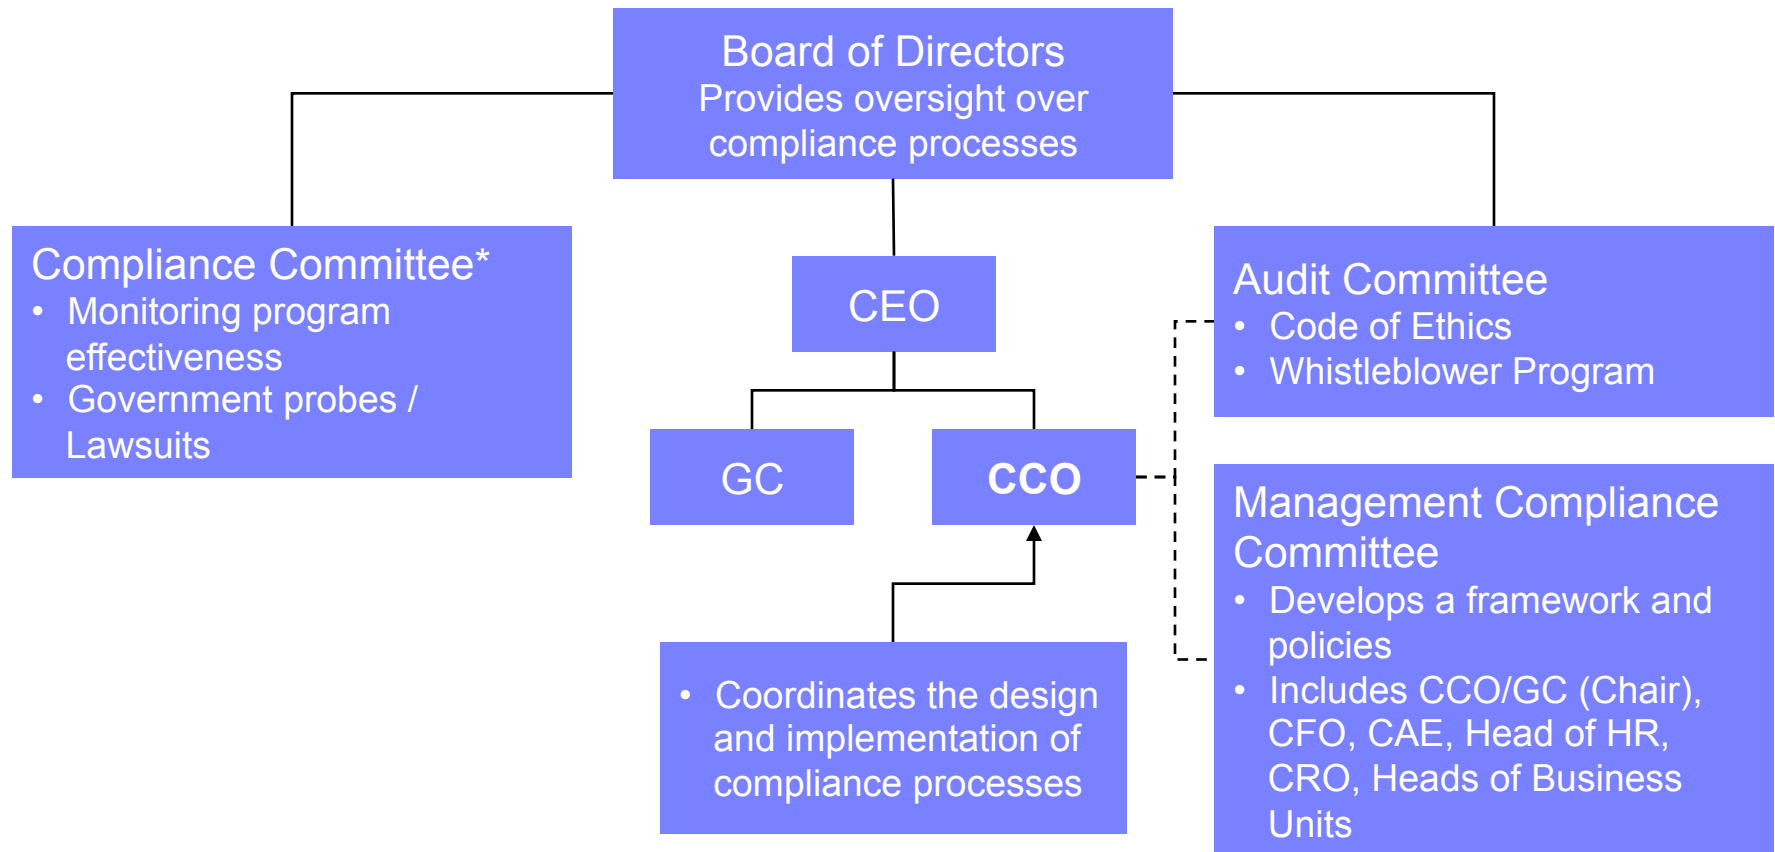 Board of Directors
Provides oversight over
compliance processes
Compliance Committee*
• Monitoring program
effectiveness
• Government probes /
Lawsuits
CEO
Audit Committee
• Code of Ethics
• Whistleblower Program
GC
CCO
Management Compliance
Committee
• Develops a framework and
policies
• Includes CCO/GC (Chair),
CFO, CAE, Head of HR,
CRO, Heads of Business
Units
• Coordinates the design
and implementation of
compliance processes